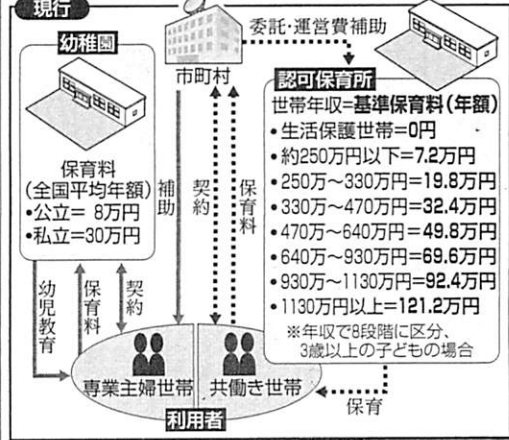 現行
幼稚園
保育料
(全国平均年額)
•公立= 8万円
•私立=30万円
市町村
委託・運営費補助
認可保育所
世帯年収=基準保育料(年額)
•生活保護世帯=0円
•約250万円以下=7.2万円
•250万〜330万円=19.8万円
•330万〜470万円=32.4万円
•470万〜640万円=49.8万円
•640万〜930万円=69.6万円
•930万〜1130万円=92.4万円
•1130万円以上=121.2万円
※年収で8段階に区分、
3歳以上の子どもの場合
補助
契約
保育料
幼児教育
保育料
契約
専業主婦世帯
共働き世帯
利用者
保育